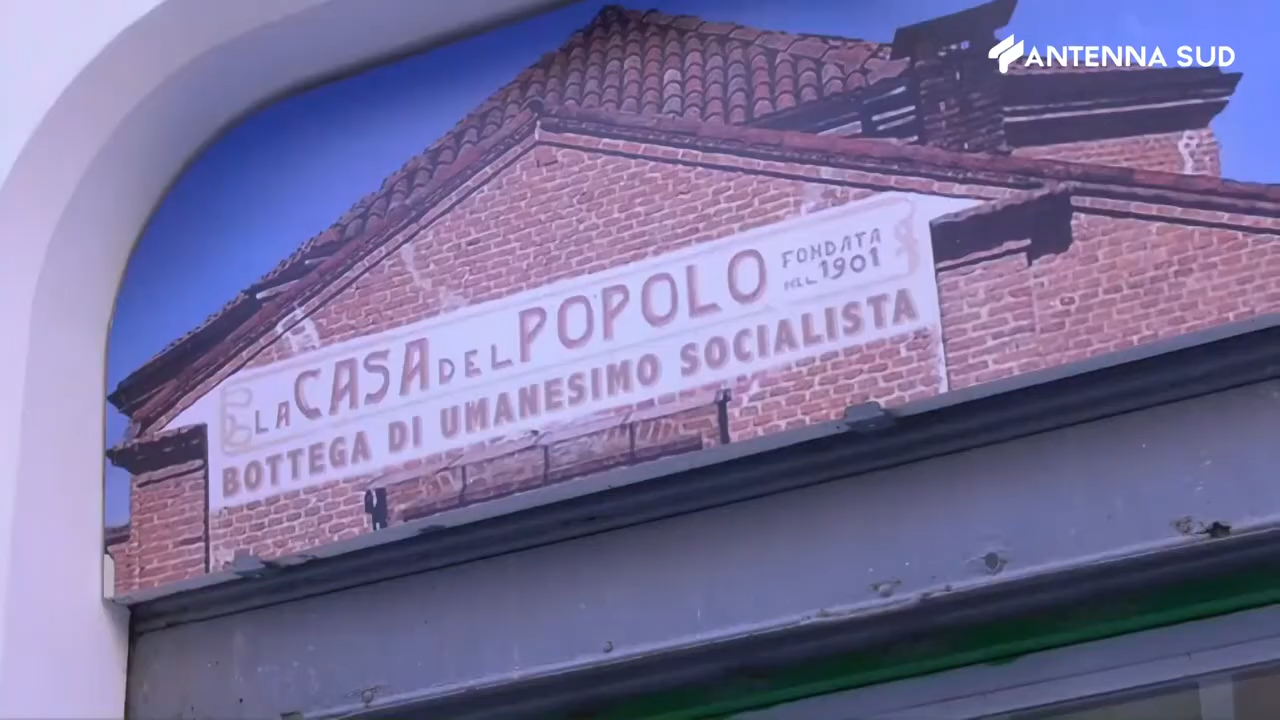 ANTENNA SUD
LA CASA DEL POPOLO FONDATA
NEL 1901
BOTTEGA DI UMANESIMO SOCIALISTA